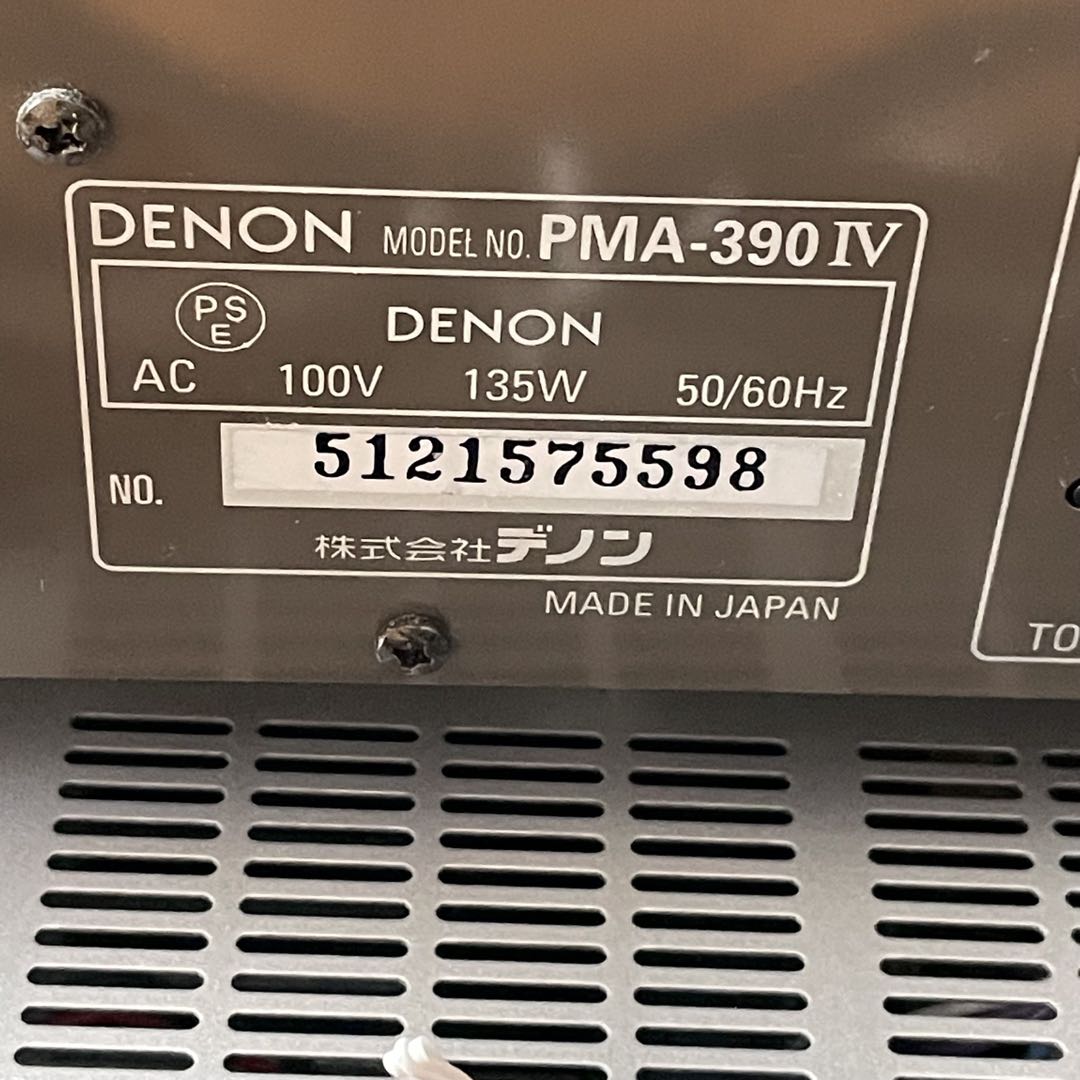 DENON MODEL NO. PMA-390 IV
PSE DENON
AC 100V 135W 50/60Hz
NO. 5121575598
株式会社デノン
MADE IN JAPAN
TO